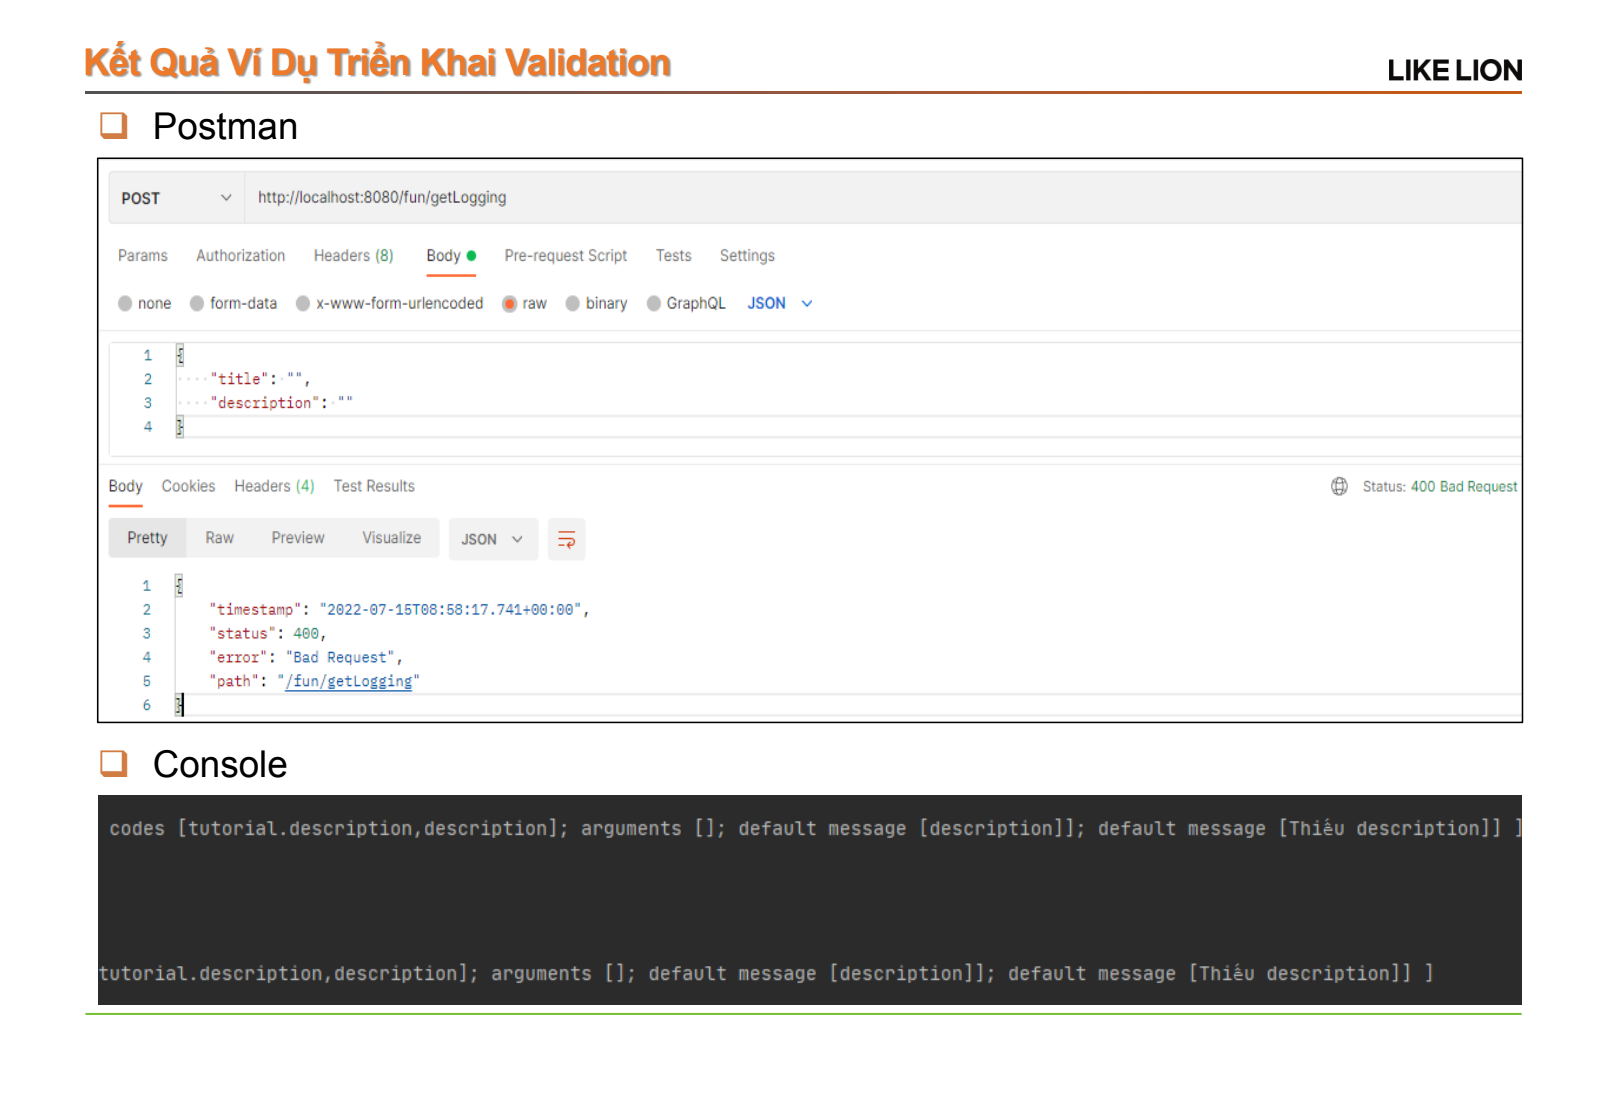 Kết Quả Ví Dụ Triển Khai Validation
LIKE LION
Postman
POST http://localhost:8080/fun/getLogging
Params Authorization Headers (8) Body Pre-request Script Tests Settings
none form-data x-www-form-urlencoded raw binary GraphQL JSON
1 {
2 "title": "",
3 "description": ""
4 }
Body Cookies Headers (4) Test Results Status: 400 Bad Request
Pretty Raw Preview Visualize JSON
1 {
2 "timestamp": "2022-07-15T08:58:17.741+00:00",
3 "status": 400,
4 "error": "Bad Request",
5 "path": "/fun/getLogging"
6 }
Console
codes [tutorial.description,description]; arguments []; default message [description]]; default message [Thiếu description]] ]
tutorial.description,description]; arguments []; default message [description]]; default message [Thiếu description]] ]